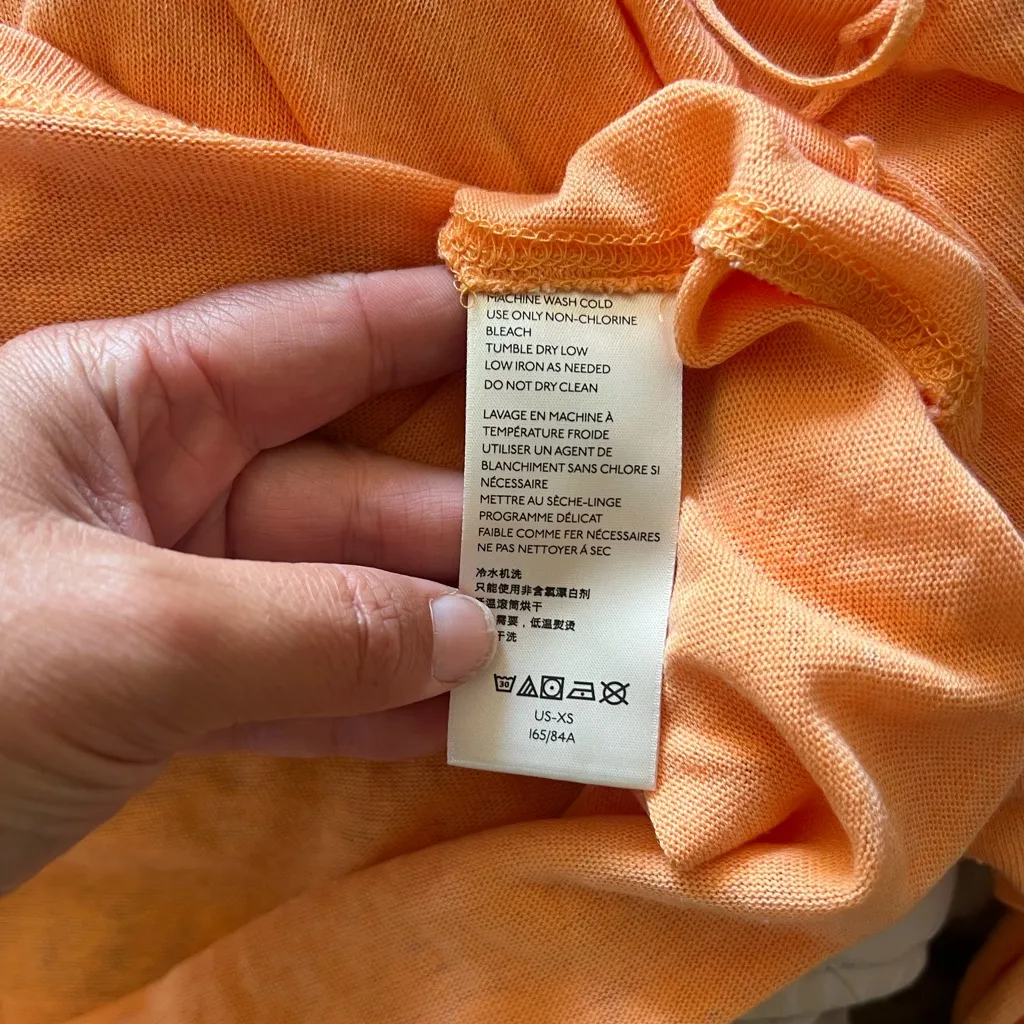 MACHINE WASH COLD
USE ONLY NON-CHLORINE
BLEACH
TUMBLE DRY LOW
LOW IRON AS NEEDED
DO NOT DRY CLEAN
LAVAGE EN MACHINE À
TEMPÉRATURE FROIDE
UTILISER UN AGENT DE
BLANCHIMENT SANS CHLORE SI
NÉCESSAIRE
METTRE AU SÈCHE-LINGE
PROGRAMME DÉLICAT
FAIBLE COMME FER NÉCESSAIRES
NE PAS NETTOYER À SEC
冷水机洗
只能使用非含氯漂白剂
温滚筒烘干
需要，低温熨烫
干洗
30
US-XS
165/84A